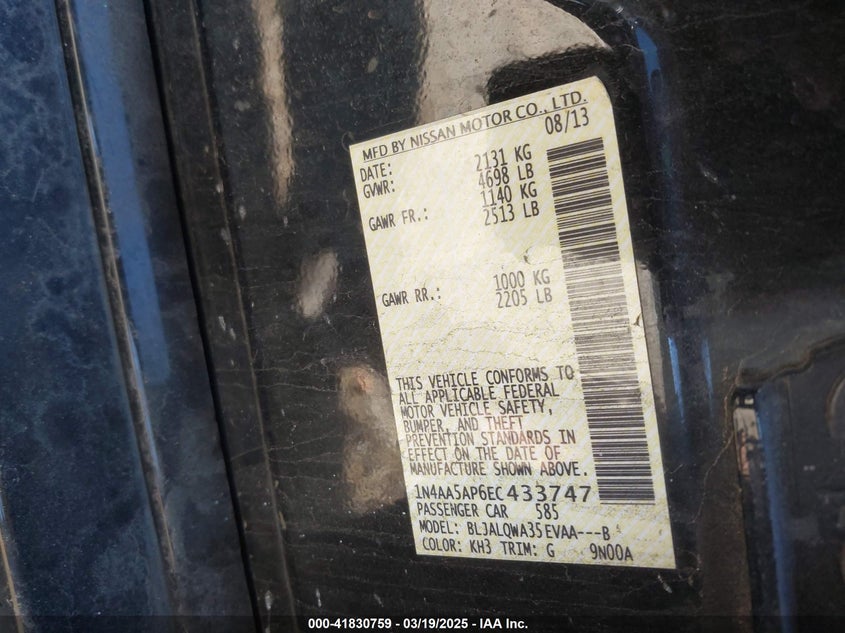 MFD BY NISSAN MOTOR CO., LTD.
DATE: 08/13
GVWR: 2131 KG
4698 LB
GAWR FR.: 1140 KG
2513 LB
GAWR RR.: 1000 KG
2205 LB
THIS VEHICLE CONFORMS TO
ALL APPLICABLE FEDERAL
MOTOR VEHICLE SAFETY,
BUMPER, AND THEFT
PREVENTION STANDARDS IN
EFFECT ON THE DATE OF
MANUFACTURE SHOWN ABOVE.
1N4AA5AP6EC433747
PASSENGER CAR 585
MODEL: BLJALQWA35EVAA---B
COLOR: KH3 TRIM: G 9N00A
000-41830759 - 03/19/2025 - IAA Inc.